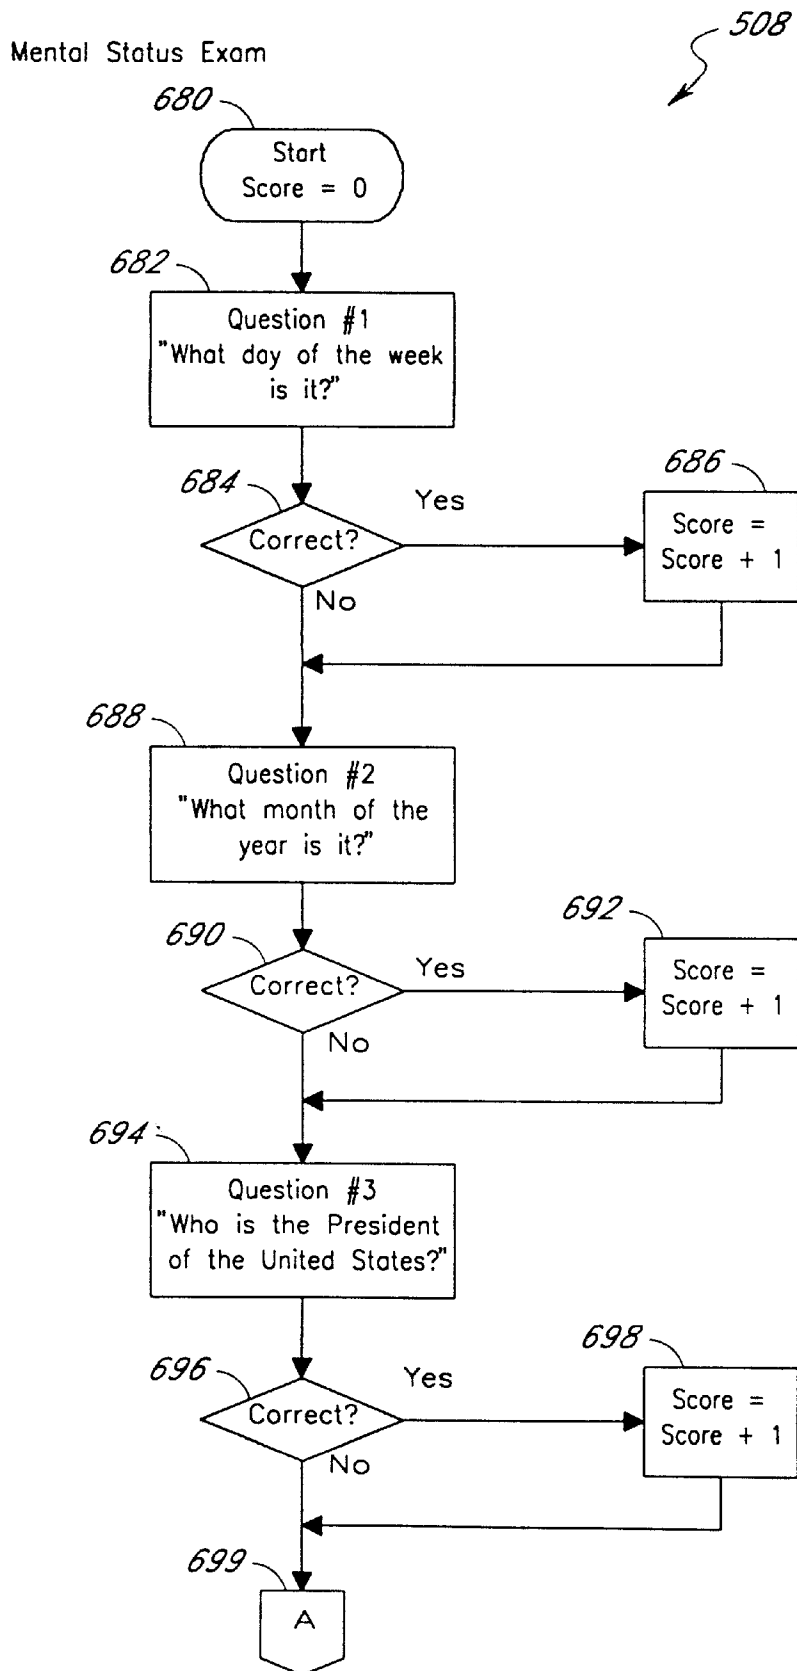 508
Mental Status Exam
680
Start
Score = 0
682
Question #1
"What day of the week
is it?"
684
Correct?
Yes
No
686
Score =
Score + 1
688
Question #2
"What month of the
year is it?"
690
Correct?
Yes
No
692
Score =
Score + 1
694
Question #3
"Who is the President
of the United States?"
696
Correct?
Yes
No
698
Score =
Score + 1
699
A